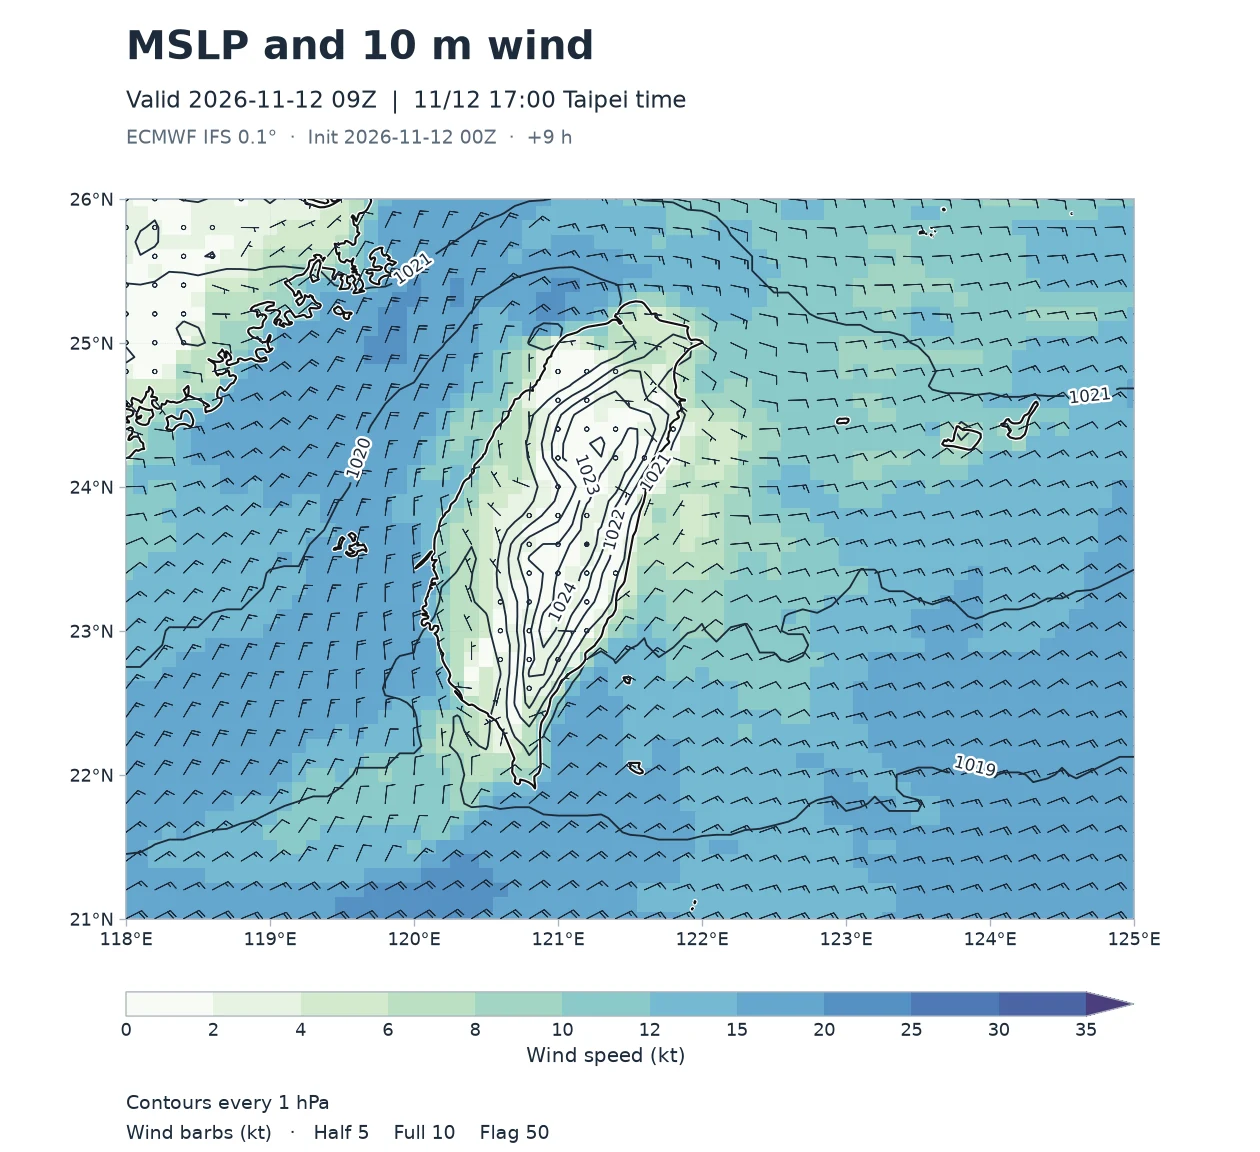 MSLP and 10 m wind
Valid 2026-11-12 09Z | 11/12 17:00 Taipei time
ECMWF IFS 0.1° · Init 2026-11-12 00Z · +9 h
26°N
1021
25°N
1021
1020
24°N
1023
1021
1022
1024
23°N
22°N
1019
21°N
118°E 119°E 120°E 121°E 122°E 123°E 124°E 125°E
0 2 4 6 8 10 12 15 20 25 30 35
Wind speed (kt)
Contours every 1 hPa
Wind barbs (kt) · Half 5 Full 10 Flag 50